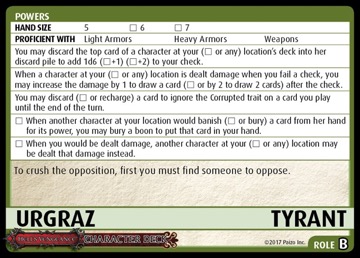 POWERS
HAND SIZE 5 ☐ 6 ☐ 7
PROFICIENT WITH Light Armors Heavy Armors Weapons
You may discard the top card of a character at your (☐ or any) location's deck into her
discard pile to add 1d6 (☐+1) (☐+2) to your check.
When a character at your (☐ or any) location is dealt damage when you fail a check, you
may increase the damage by 1 to draw a card (☐ or by 2 to draw 2 cards) after the check.
You may discard (☐ or recharge) a card to ignore the Corrupted trait on a card you play
until the end of the turn.
☐ When another character at your location would banish (☐ or bury) a card from her hand
for its power, you may bury a boon to put that card in your hand.
☐ When you would be dealt damage, another character at your (☐ or any) location may
be dealt that damage instead.
To crush the opposition, first you must find someone to oppose.
URGRAZ TYRANT
HELL'S VENGEANCE CHARACTER DECK
©2017 Paizo Inc. ROLE B